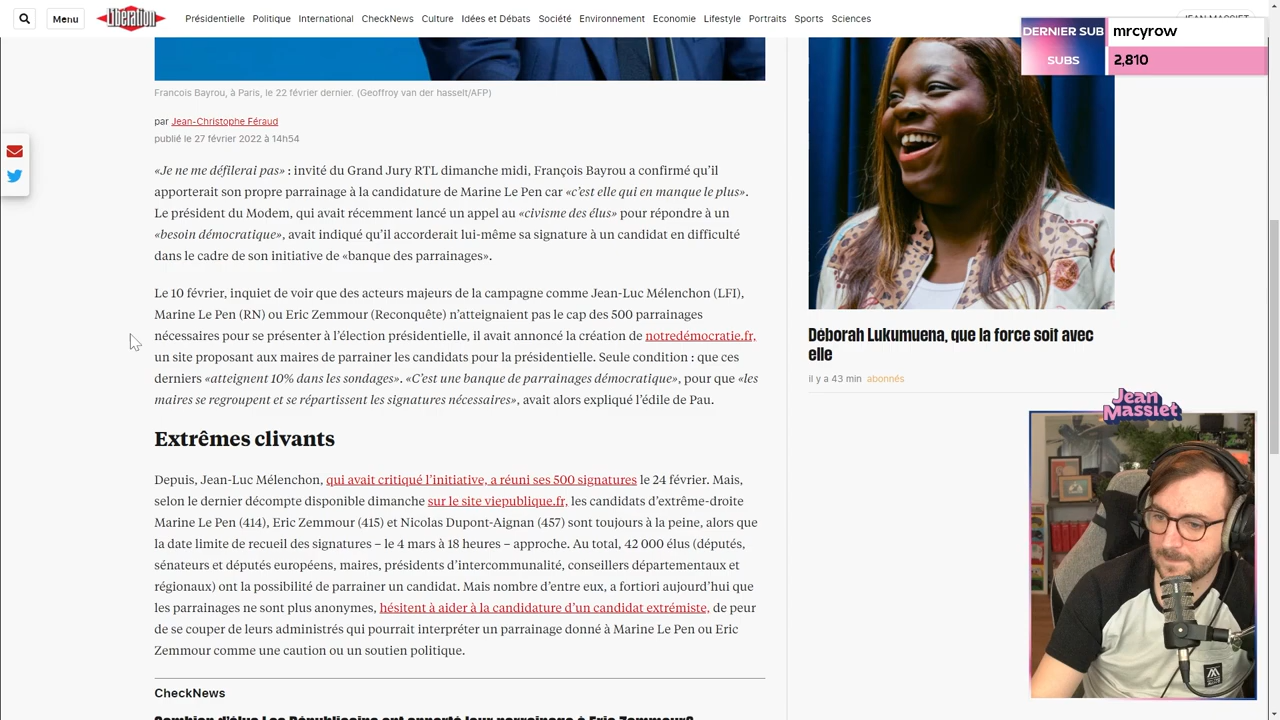 Menu
Libération
Présidentielle Politique International CheckNews Culture Idées et Débats Société Environnement Economie Lifestyle Portraits Sports Sciences
JEAN MASSIET
DERNIER SUB mrcyrow
SUBS 2,810
Francois Bayrou, à Paris, le 22 février dernier. (Geoffroy van der hasselt/AFP)
par Jean-Christophe Féraud
publié le 27 février 2022 à 14h54
«Je ne me défilerai pas» : invité du Grand Jury RTL dimanche midi, François Bayrou a confirmé qu’il
apporterait son propre parrainage à la candidature de Marine Le Pen car «c’est elle qui en manque le plus».
Le président du Modem, qui avait récemment lancé un appel au «civisme des élus» pour répondre à un
«besoin démocratique», avait indiqué qu’il accorderait lui-même sa signature à un candidat en difficulté
dans le cadre de son initiative de «banque des parrainages».
Le 10 février, inquiet de voir que des acteurs majeurs de la campagne comme Jean-Luc Mélenchon (LFI),
Marine Le Pen (RN) ou Eric Zemmour (Reconquête) n’atteignaient pas le cap des 500 parrainages
nécessaires pour se présenter à l’élection présidentielle, il avait annoncé la création de notredémocratie.fr,
un site proposant aux maires de parrainer les candidats pour la présidentielle. Seule condition : que ces
derniers «atteignent 10% dans les sondages». «C’est une banque de parrainages démocratique», pour que «les
maires se regroupent et se répartissent les signatures nécessaires», avait alors expliqué l’édile de Pau.
Extrêmes clivants
Depuis, Jean-Luc Mélenchon, qui avait critiqué l’initiative, a réuni ses 500 signatures le 24 février. Mais,
selon le dernier décompte disponible dimanche sur le site viepublique.fr, les candidats d’extrême-droite
Marine Le Pen (414), Eric Zemmour (415) et Nicolas Dupont-Aignan (457) sont toujours à la peine, alors que
la date limite de recueil des signatures – le 4 mars à 18 heures – approche. Au total, 42 000 élus (députés,
sénateurs et députés européens, maires, présidents d’intercommunalité, conseillers départementaux et
régionaux) ont la possibilité de parrainer un candidat. Mais nombre d’entre eux, a fortiori aujourd’hui que
les parrainages ne sont plus anonymes, hésitent à aider à la candidature d’un candidat extrémiste, de peur
de se couper de leurs administrés qui pourrait interpréter un parrainage donné à Marine Le Pen ou Eric
Zemmour comme une caution ou un soutien politique.
CheckNews
Combien d’élus Les Républicains ont apporté leur parrainage à Eric Zemmour?
Déborah Lukumuena, que la force soit avec
elle
il y a 43 min abonnés
Jean
Massiet